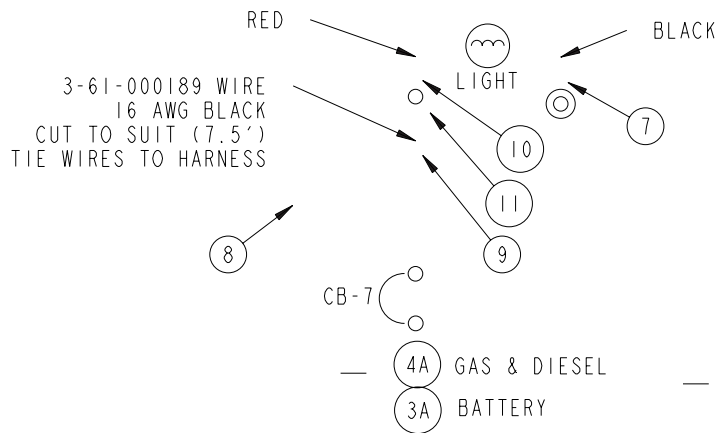 RED
BLACK
LIGHT
3-61-000189 WIRE
16 AWG BLACK
CUT TO SUIT (7.5´)
TIE WIRES TO HARNESS
7
10
11
8
9
CB-7
4A GAS & DIESEL
3A BATTERY